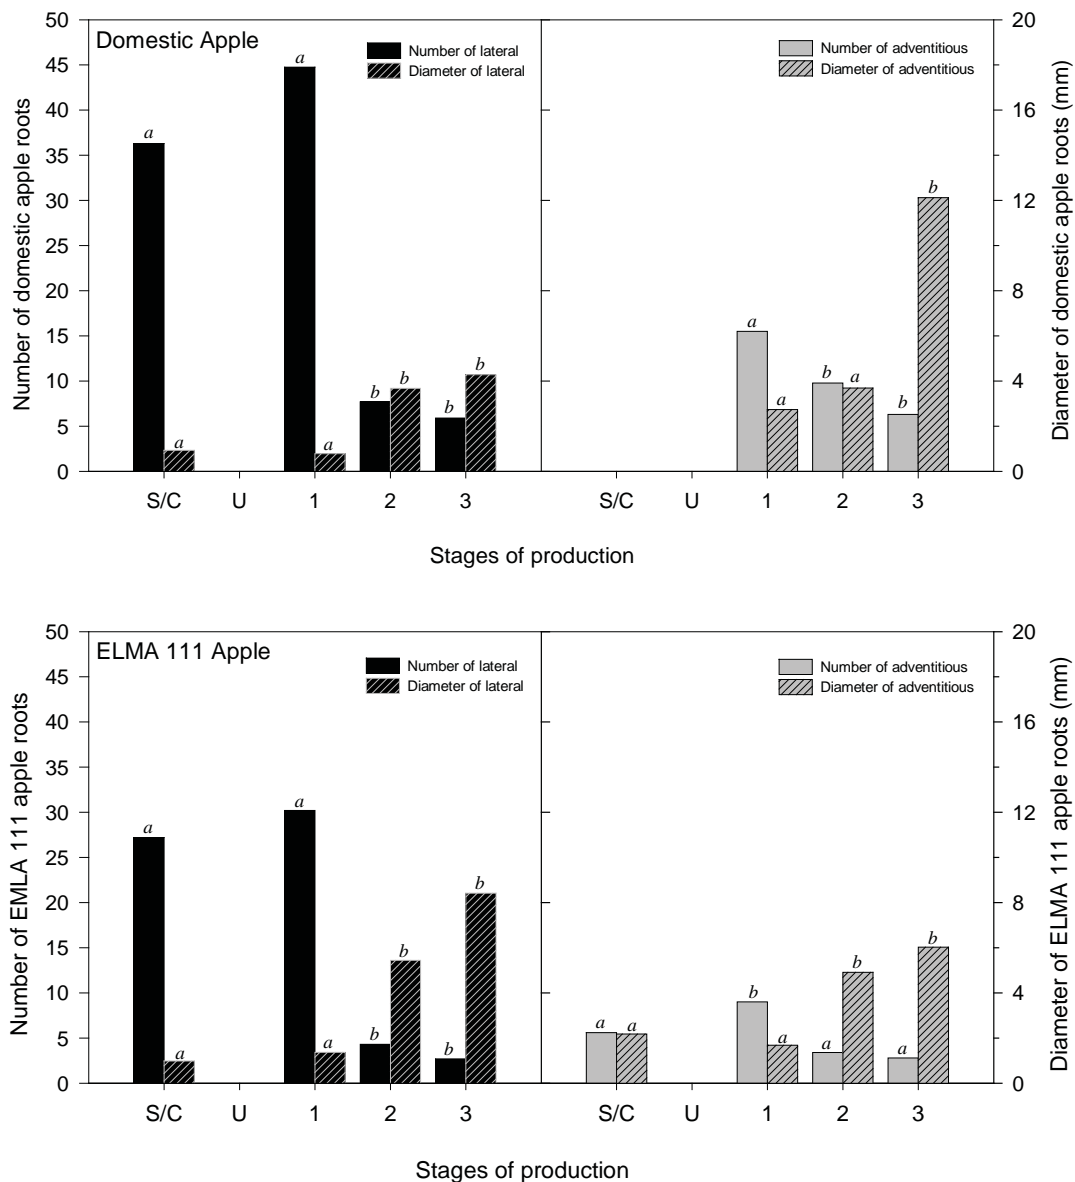 Domestic Apple
Number of lateral
Diameter of lateral
Number of adventitious
Diameter of adventitious
Number of domestic apple roots
50
45
40
35
30
25
20
15
10
5
0
a
a
a
a
b
b
b
b
a
a
b
a
b
b
20
16
12
8
4
0
Diameter of domestic apple roots (mm)
S/C U 1 2 3 S/C U 1 2 3
Stages of production
ELMA 111 Apple
Number of lateral
Diameter of lateral
Number of adventitious
Diameter of adventitious
Number of EMLA 111 apple roots
50
45
40
35
30
25
20
15
10
5
0
a
a
a
a
b
b
b
b
a
a
b
a
a
b
a
b
20
16
12
8
4
0
Diameter of ELMA 111 apple roots (mm)
S/C U 1 2 3 S/C U 1 2 3
Stages of production